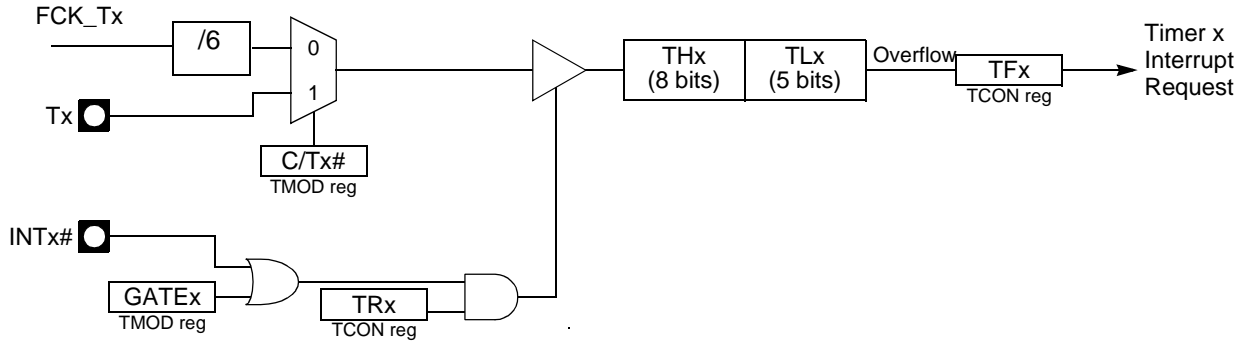 FCK_Tx
/6
0
1
Tx
C/Tx#
TMOD reg
THx
(8 bits)
TLx
(5 bits)
Overflow
TFx
TCON reg
Timer x
Interrupt
Request
INTx#
GATEx
TMOD reg
TRx
TCON reg